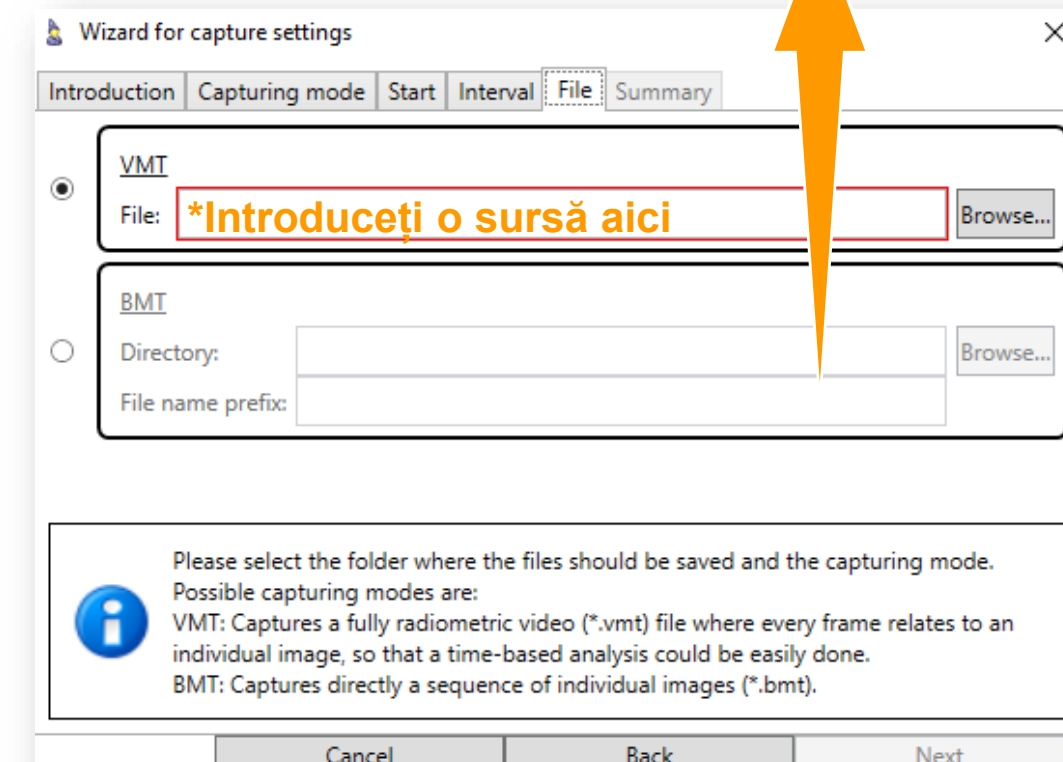 Wizard for capture settings
Introduction Capturing mode Start Interval File Summary
VMT
File: *Introduceți o sursă aici Browse...
BMT
Directory: Browse...
File name prefix:
Please select the folder where the files should be saved and the capturing mode.
Possible capturing modes are:
VMT: Captures a fully radiometric video (*.vmt) file where every frame relates to an
individual image, so that a time-based analysis could be easily done.
BMT: Captures directly a sequence of individual images (*.bmt).
Cancel Back Next